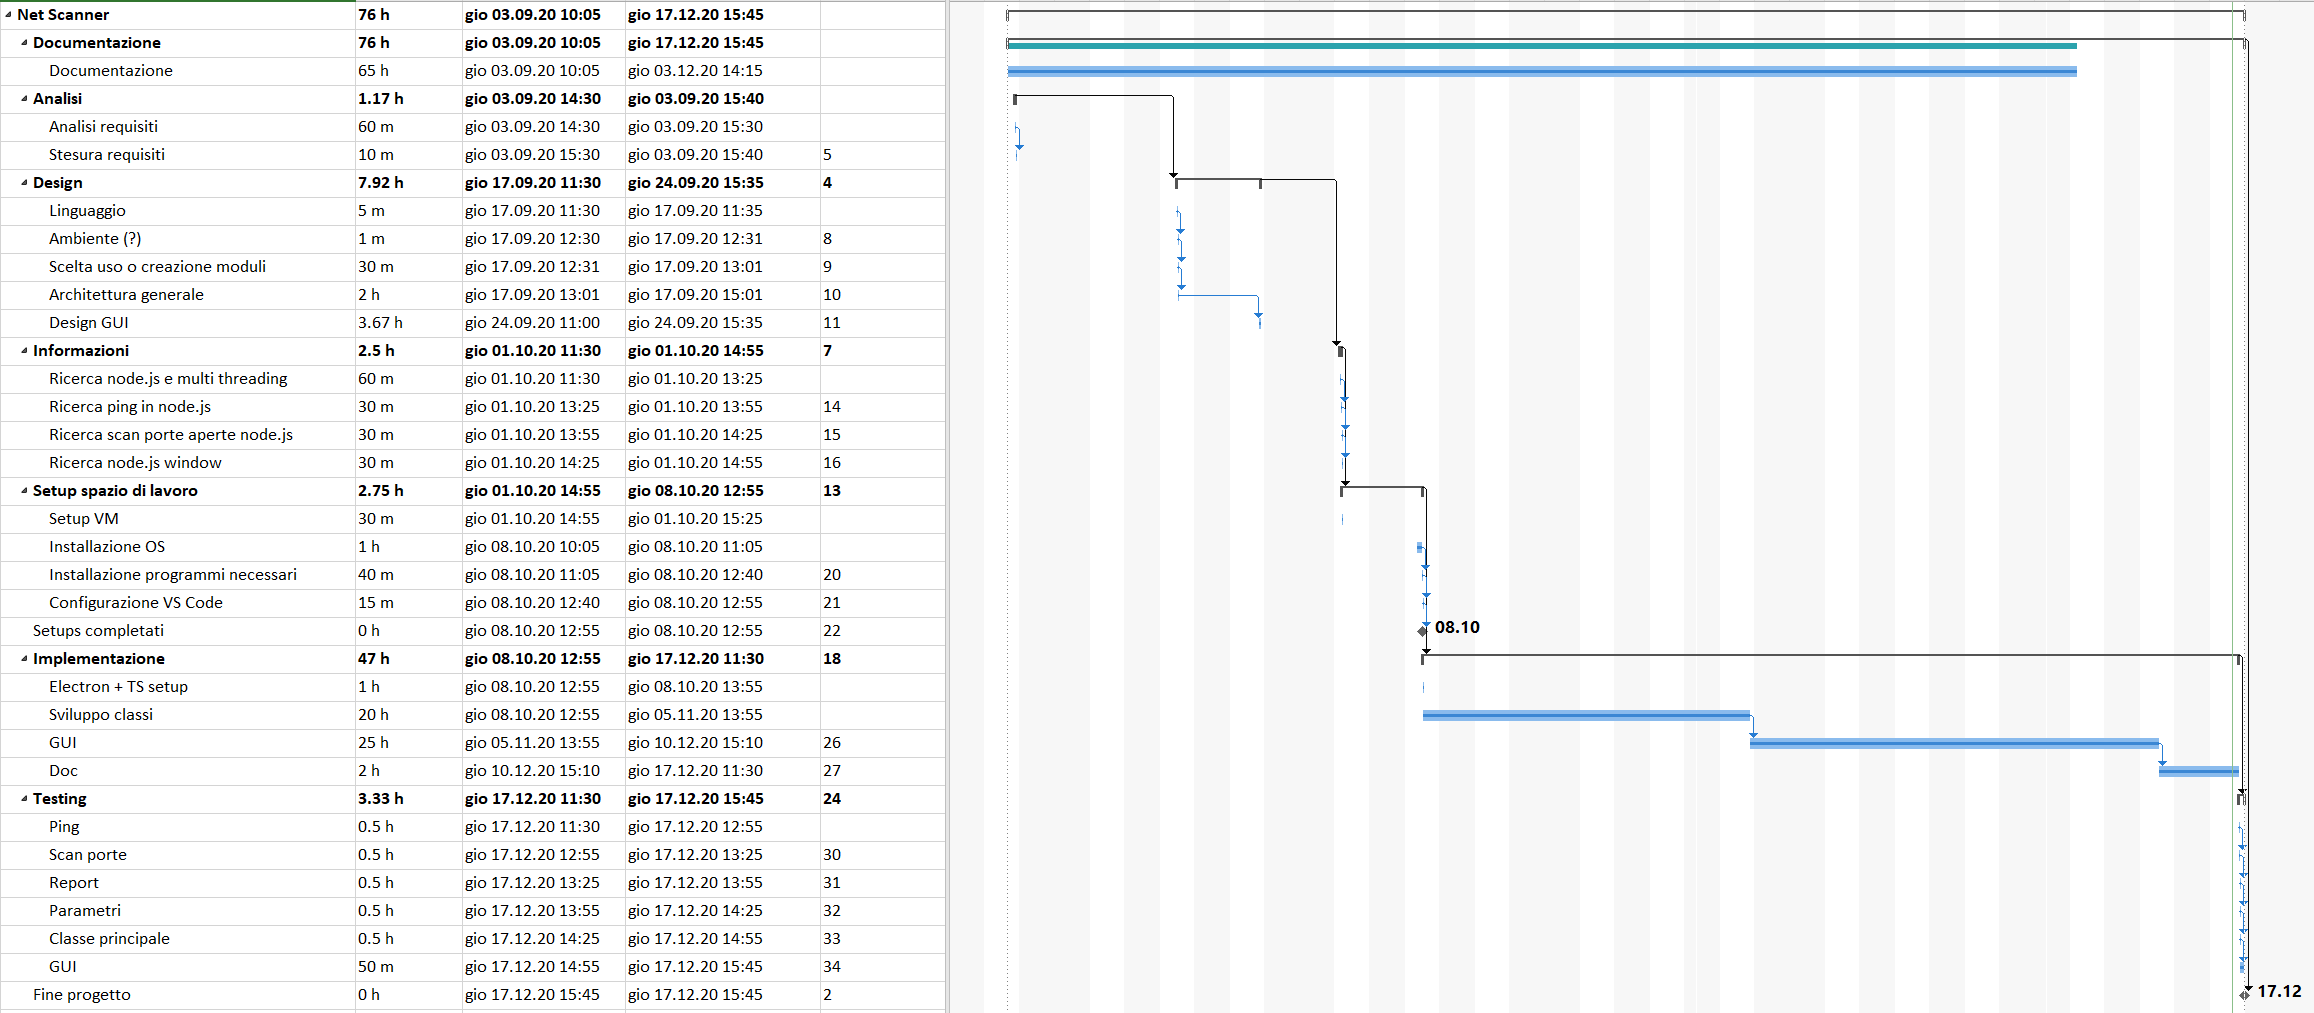 Net Scanner 76 h gio 03.09.20 10:05 gio 17.12.20 15:45
Documentazione 76 h gio 03.09.20 10:05 gio 17.12.20 15:45
Documentazione 65 h gio 03.09.20 10:05 gio 03.12.20 14:15
Analisi 1.17 h gio 03.09.20 14:30 gio 03.09.20 15:40
Analisi requisiti 60 m gio 03.09.20 14:30 gio 03.09.20 15:30
Stesura requisiti 10 m gio 03.09.20 15:30 gio 03.09.20 15:40 5
Design 7.92 h gio 17.09.20 11:30 gio 24.09.20 15:35 4
Linguaggio 5 m gio 17.09.20 11:30 gio 17.09.20 11:35
Ambiente (?) 1 m gio 17.09.20 12:30 gio 17.09.20 12:31 8
Scelta uso o creazione moduli 30 m gio 17.09.20 12:31 gio 17.09.20 13:01 9
Architettura generale 2 h gio 17.09.20 13:01 gio 17.09.20 15:01 10
Design GUI 3.67 h gio 24.09.20 11:00 gio 24.09.20 15:35 11
Informazioni 2.5 h gio 01.10.20 11:30 gio 01.10.20 14:55 7
Ricerca node.js e multi threading 60 m gio 01.10.20 11:30 gio 01.10.20 13:25
Ricerca ping in node.js 30 m gio 01.10.20 13:25 gio 01.10.20 13:55 14
Ricerca scan porte aperte node.js 30 m gio 01.10.20 13:55 gio 01.10.20 14:25 15
Ricerca node.js window 30 m gio 01.10.20 14:25 gio 01.10.20 14:55 16
Setup spazio di lavoro 2.75 h gio 01.10.20 14:55 gio 08.10.20 12:55 13
Setup VM 30 m gio 01.10.20 14:55 gio 01.10.20 15:25
Installazione OS 1 h gio 08.10.20 10:05 gio 08.10.20 11:05
Installazione programmi necessari 40 m gio 08.10.20 11:05 gio 08.10.20 12:40 20
Configurazione VS Code 15 m gio 08.10.20 12:40 gio 08.10.20 12:55 21
Setups completati 0 h gio 08.10.20 12:55 gio 08.10.20 12:55 22 08.10
Implementazione 47 h gio 08.10.20 12:55 gio 17.12.20 11:30 18
Electron + TS setup 1 h gio 08.10.20 12:55 gio 08.10.20 13:55
Sviluppo classi 20 h gio 08.10.20 12:55 gio 05.11.20 13:55
GUI 25 h gio 05.11.20 13:55 gio 10.12.20 15:10 26
Doc 2 h gio 10.12.20 15:10 gio 17.12.20 11:30 27
Testing 3.33 h gio 17.12.20 11:30 gio 17.12.20 15:45 24
Ping 0.5 h gio 17.12.20 11:30 gio 17.12.20 12:55
Scan porte 0.5 h gio 17.12.20 12:55 gio 17.12.20 13:25 30
Report 0.5 h gio 17.12.20 13:25 gio 17.12.20 13:55 31
Parametri 0.5 h gio 17.12.20 13:55 gio 17.12.20 14:25 32
Classe principale 0.5 h gio 17.12.20 14:25 gio 17.12.20 14:55 33
GUI 50 m gio 17.12.20 14:55 gio 17.12.20 15:45 34
Fine progetto 0 h gio 17.12.20 15:45 gio 17.12.20 15:45 2 17.12